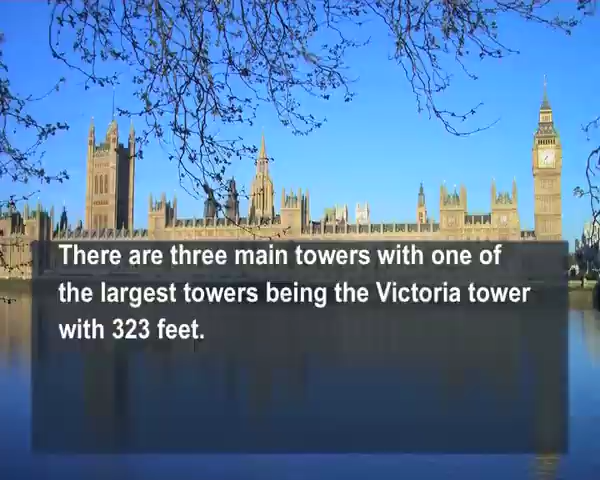 There are three main towers with one of
the largest towers being the Victoria tower
with 323 feet.